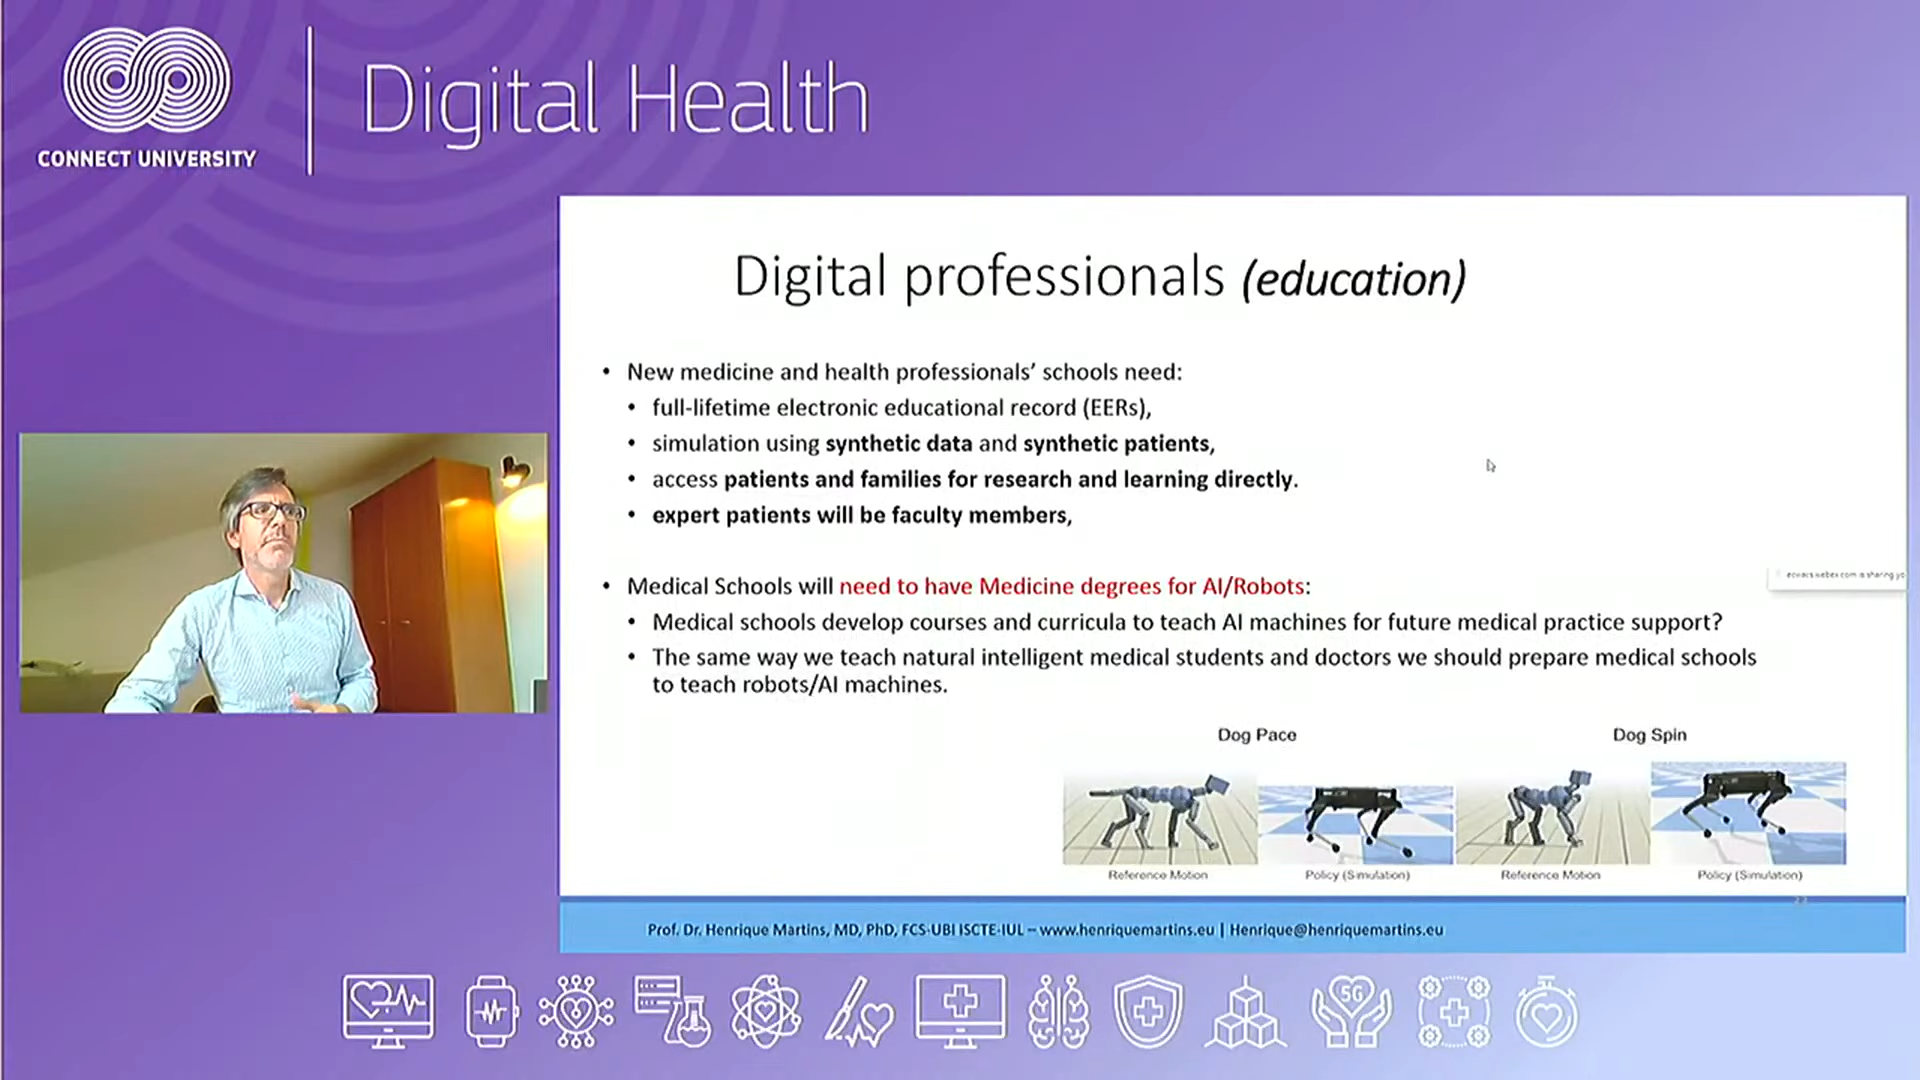 CONNECT UNIVERSITY
Digital Health
Digital professionals (education)
• New medicine and health professionals’ schools need:
• full-lifetime electronic educational record (EERs),
• simulation using synthetic data and synthetic patients,
• access patients and families for research and learning directly.
• expert patients will be faculty members,
• Medical Schools will need to have Medicine degrees for AI/Robots:
• Medical schools develop courses and curricula to teach AI machines for future medical practice support?
• The same way we teach natural intelligent medical students and doctors we should prepare medical schools
to teach robots/AI machines.
Dog Pace
Dog Spin
Reference Motion
Policy (Simulation)
Reference Motion
Policy (Simulation)
Prof. Dr. Henrique Martins, MD, PhD, FCS-UBI ISCTE-IUL – www.henriquemartins.eu | Henrique@henriquemartins.eu
5G